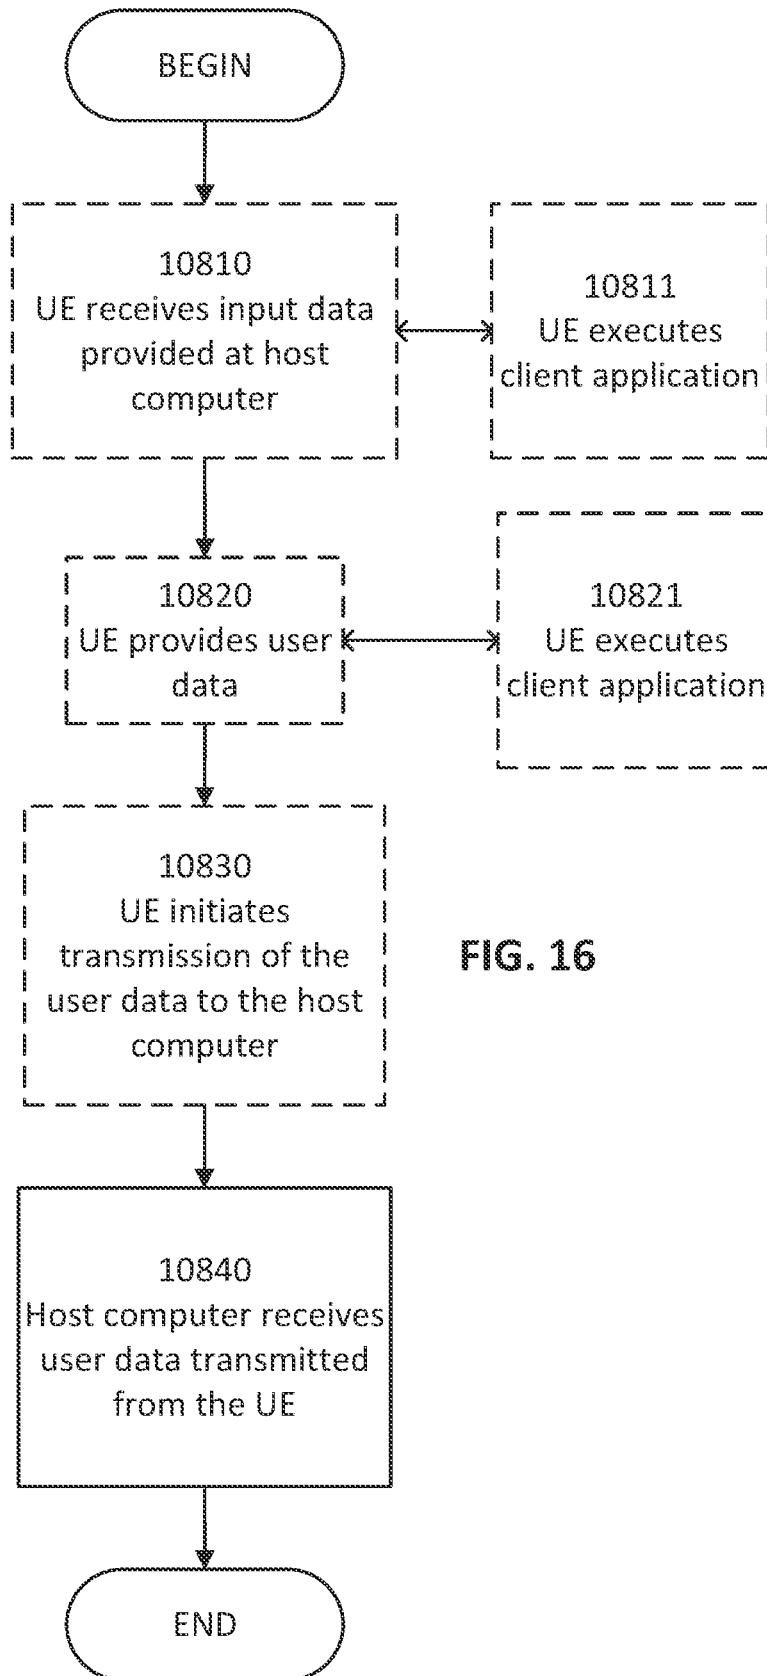 BEGIN
10810
UE receives input data
provided at host
computer
10811
UE executes
client application
10820
UE provides user
data
10821
UE executes
client application
10830
UE initiates
transmission of the
user data to the host
computer
FIG. 16
10840
Host computer receives
user data transmitted
from the UE
END